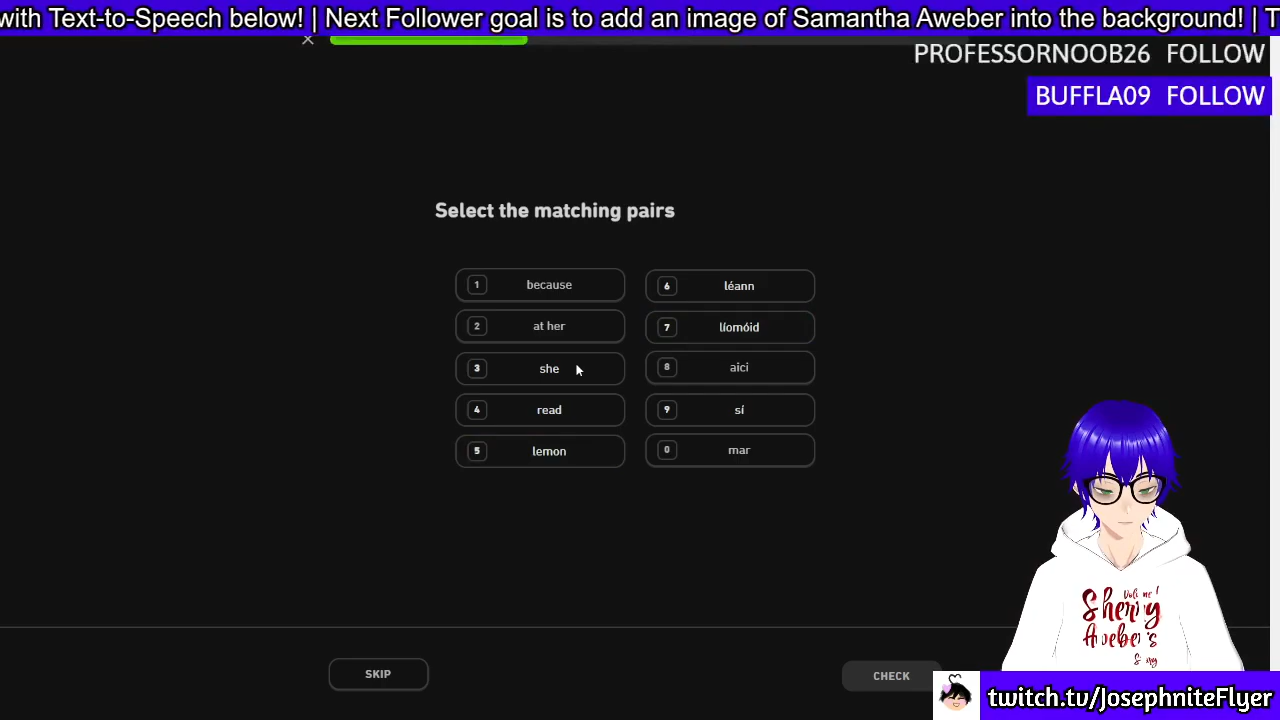 with Text-to-Speech below! | Next Follower goal is to add an image of Samantha Aweber into the background! | T
PROFESSORNOOB26 FOLLOW
BUFFLA09 FOLLOW
Select the matching pairs
1 because
6 léann
2 at her
7 líomóid
3 she
8 aici
4 read
9 sí
5 lemon
0 mar
Sherry
SKIP
CHECK
twitch.tv/JosephniteFlyer